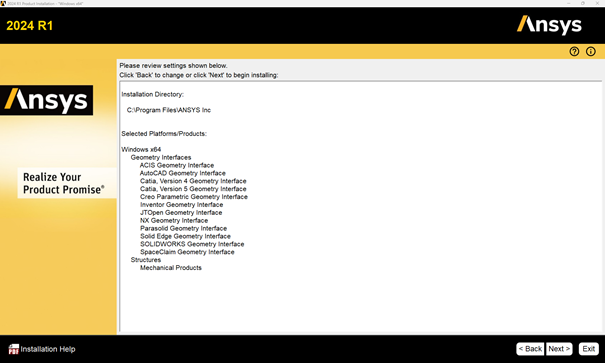 2024 R1 Product Installation - "Windows x64"
2024 R1
Ansys
Please review settings shown below.
Click 'Back' to change or click 'Next' to begin installing:
Ansys
Realize Your
Product Promise®
Installation Directory:
C:\Program Files\ANSYS Inc
Selected Platforms/Products:
Windows x64
Geometry Interfaces
ACIS Geometry Interface
AutoCAD Geometry Interface
Catia, Version 4 Geometry Interface
Catia, Version 5 Geometry Interface
Creo Parametric Geometry Interface
Inventor Geometry Interface
JTOpen Geometry Interface
NX Geometry Interface
Parasolid Geometry Interface
Solid Edge Geometry Interface
SOLIDWORKS Geometry Interface
SpaceClaim Geometry Interface
Structures
Mechanical Products
PDF Installation Help
< Back Next > Exit